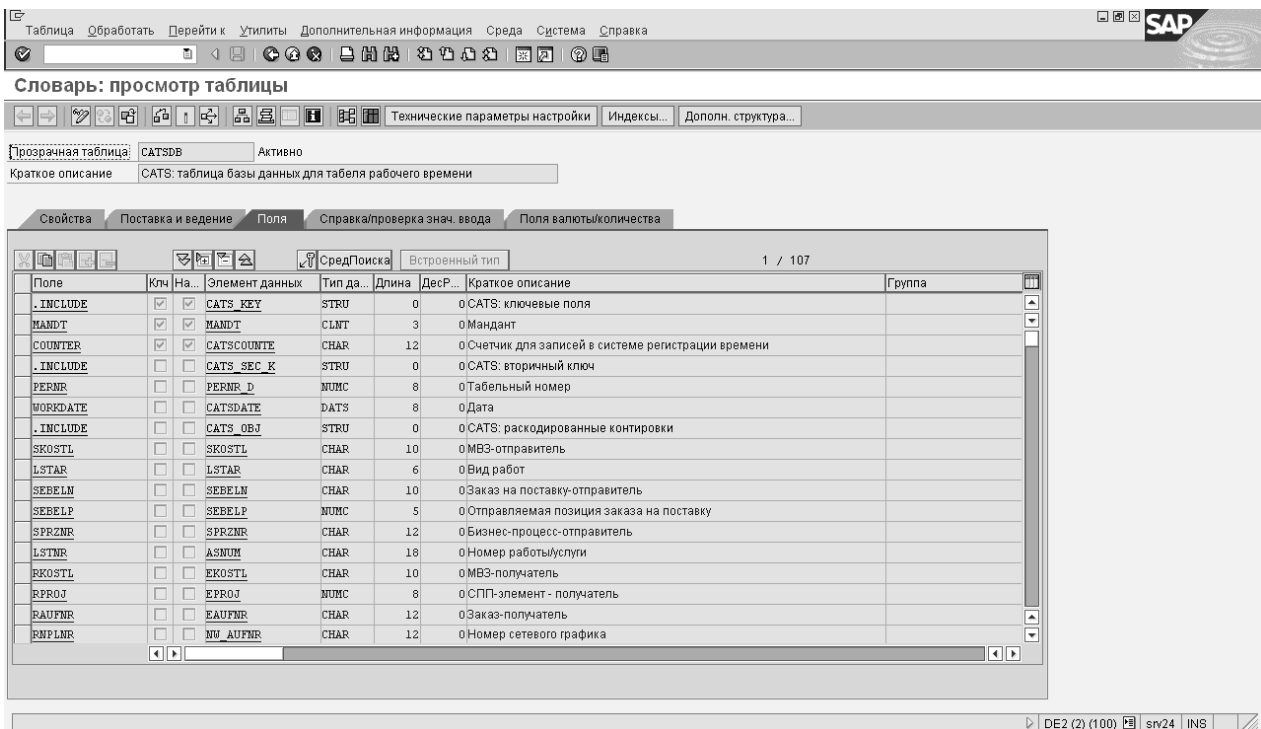 Таблица Обработать Перейти к Утилиты Дополнительная информация Среда Система Справка
SAP
Словарь: просмотр таблицы
Технические параметры настройки Индексы... Дополн. структура...
Прозрачная таблица CATSDB Активно
Краткое описание CATS: таблица базы данных для табеля рабочего времени
Свойства Поставка и ведение Поля Справка/проверка знач. ввода Поля валюты/количества
СредПоиска Встроенный тип 1 / 107
Поле Клч На... Элемент данных Тип да... Длина ДесР... Краткое описание Группа
.INCLUDE CATS_KEY STRU 0 0 CATS: ключевые поля
MANDT MANDT CLNT 3 0 Мандант
COUNTER CATSCOUNTE CHAR 12 0 Счетчик для записей в системе регистрации времени
.INCLUDE CATS_SEC_K STRU 0 0 CATS: вторичный ключ
PERNR PERNR_D NUMC 8 0 Табельный номер
WORKDATE CATSDATE DATS 8 0 Дата
.INCLUDE CATS_OBJ STRU 0 0 CATS: раскодированные контировки
SKOSTL SKOSTL CHAR 10 0 МВЗ-отправитель
LSTAR LSTAR CHAR 6 0 Вид работ
SEBELN SEBELN CHAR 10 0 Заказ на поставку-отправитель
SEBELP SEBELP NUMC 5 0 Отправляемая позиция заказа на поставку
SPRZNR SPRZNR CHAR 12 0 Бизнес-процесс-отправитель
LSTNR ASNUM CHAR 18 0 Номер работы/услуги
RKOSTL EKOSTL CHAR 10 0 МВЗ-получатель
RPROJ EPROJ NUMC 8 0 СПП-элемент - получатель
RAUFNR EAUFNR CHAR 12 0 Заказ-получатель
RNPLNR NW_AUFNR CHAR 12 0 Номер сетевого графика
DE2 (2) (100) srv24 INS